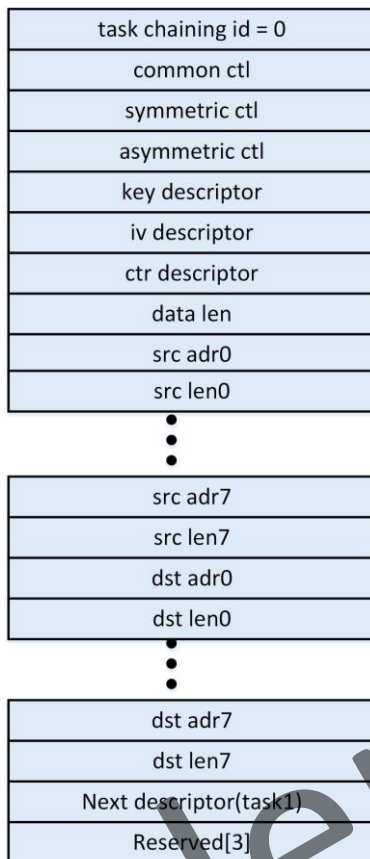 task chaining id = 0
common ctl
symmetric ctl
asymmetric ctl
key descriptor
iv descriptor
ctr descriptor
data len
src adr0
src len0
src adr7
src len7
dst adr0
dst len0
dst adr7
dst len7
Next descriptor(task1)
Reserved[3]